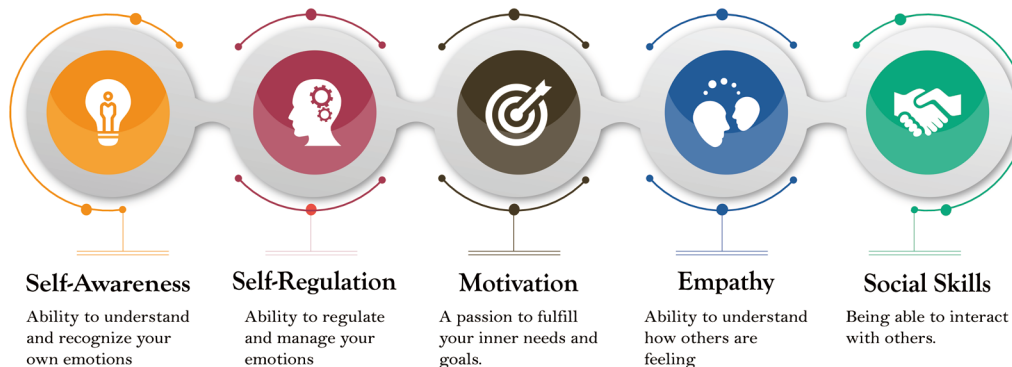 Self-Awareness
Ability to understand
and recognize your
own emotions
Self-Regulation
Ability to regulate
and manage your
emotions
Motivation
A passion to fulfill
your inner needs and
goals.
Empathy
Ability to understand
how others are
feeling
Social Skills
Being able to interact
with others.